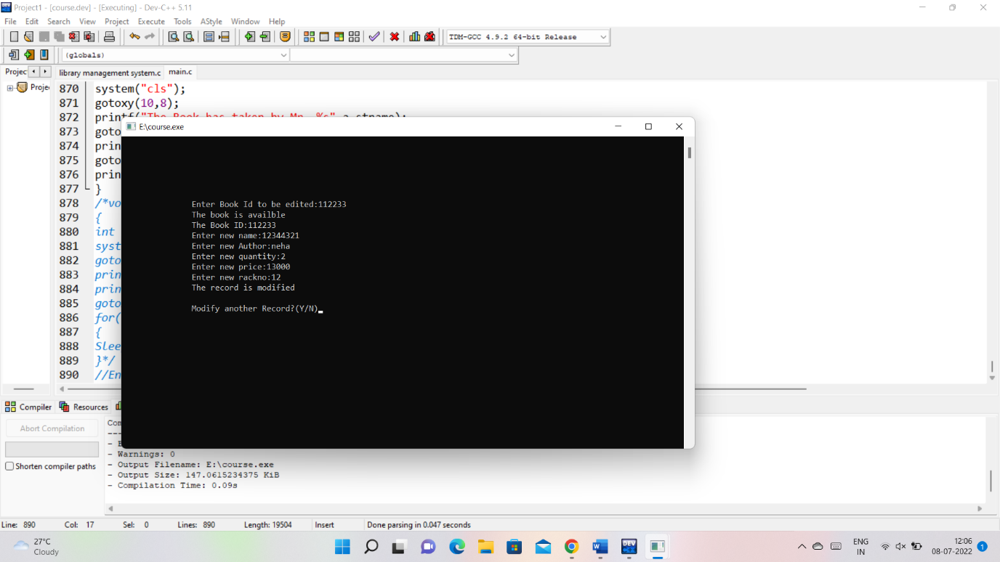 Project1 - [course.dev] - [Executing] - Dev-C++ 5.11
File Edit Search View Project Execute Tools AStyle Window Help
TDM-GCC 4.9.2 64-bit Release
(globals)
Projec library management system.c main.c
Proje
870 system("cls");
871 gotoxy(10,8);
872 printf("The Book has taken by Mr. %s",a.stname);
873 goto
874 prin
875 goto
876 prin
877 }
878 /*vo
879 {
880 int
881 syst
882 goto
883 prin
884 prin
885 goto
886 for(
887 {
888 Slee
889 }*/
890 //En
E:\course.exe
Enter Book Id to be edited:112233
The book is availble
The Book ID:112233
Enter new name:12344321
Enter new Author:neha
Enter new quantity:2
Enter new price:13000
Enter new rackno:12
The record is modified
Modify another Record?(Y/N)
Compiler Resources
Abort Compilation
Shorten compiler paths
Com
---
- E
- Warnings: 0
- Output Filename: E:\course.exe
- Output Size: 147.0615234375 KiB
- Compilation Time: 0.09s
Line: 890 Col: 17 Sel: 0 Lines: 890 Length: 19504 Insert Done parsing in 0.047 seconds
27°C
Cloudy
DEV
ENG
IN
12:06
08-07-2022
1